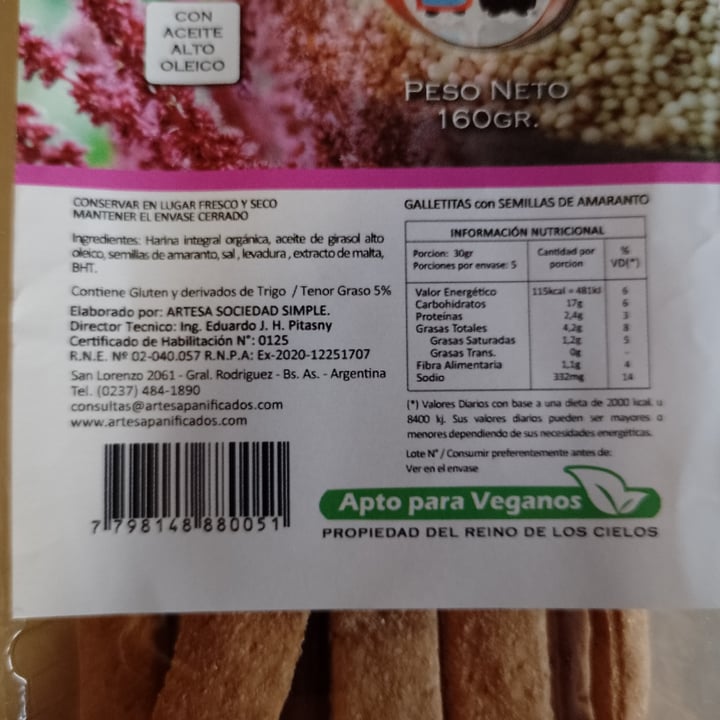 CON
ACEITE
ALTO
OLEICO
PESO NETO
160GR.
CONSERVAR EN LUGAR FRESCO Y SECO
MANTENER EL ENVASE CERRADO
Ingredientes: Harina integral orgánica, aceite de girasol alto
oleico, semillas de amaranto, sal, levadura, extracto de malta,
BHT.
Contiene Gluten y derivados de Trigo / Tenor Graso 5%
Elaborado por: ARTESA SOCIEDAD SIMPLE.
Director Tecnico: Ing. Eduardo J. H. Pitasny
Certificado de Habilitación N°: 0125
R.N.E. Nº 02-040.057 R.N.P.A: Ex-2020-12251707
San Lorenzo 2061 - Gral. Rodriguez - Bs. As. - Argentina
Tel. (0237) 484-1890
consultas@artesapanificados.com
www.artesapanificados.com
7 798148 880051
GALLETITAS con SEMILLAS DE AMARANTO
INFORMACIÓN NUTRICIONAL
Porcion: 30gr
Porciones por envase: 5
Cantidad por
porcion
%
VD(*)
Valor Energético 115kcal = 481kJ 6
Carbohidratos 17g 6
Proteínas 2,4g 3
Grasas Totales 4,2g 8
Grasas Saturadas 1,2g 5
Grasas Trans. 0g -
Fibra Alimentaria 1,1g 4
Sodio 332mg 14
(*) Valores Diarios con base a una dieta de 2000 kcal. u
8400 kj. Sus valores diarios pueden ser mayores o
menores dependiendo de sus necesidades energéticas.
Lote N° / Consumir preferentemente antes de:
Ver en el envase
Apto para Veganos
PROPIEDAD DEL REINO DE LOS CIELOS